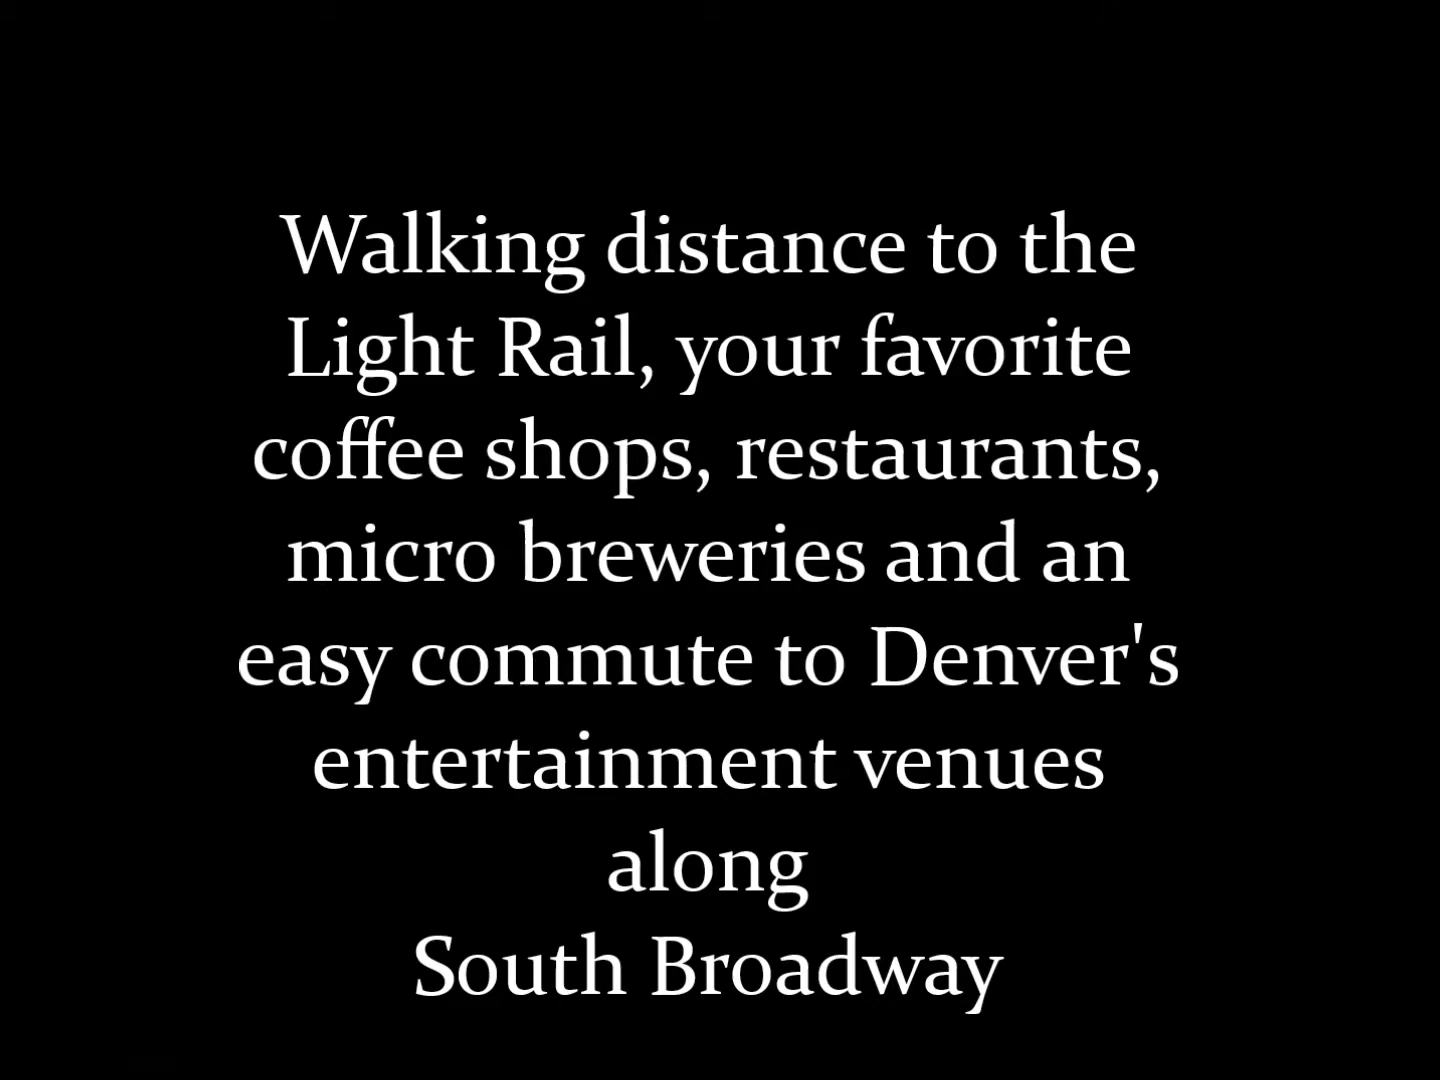 Walking distance to the
Light Rail, your favorite
coffee shops, restaurants,
micro breweries and an
easy commute to Denver's
entertainment venues
along
South Broadway